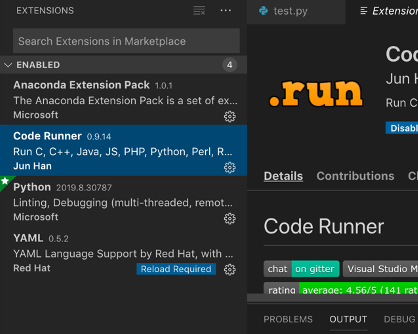 EXTENSIONS
Search Extensions in Marketplace
ENABLED 4
Anaconda Extension Pack 1.0.1
The Anaconda Extension Pack is a set of ex...
Microsoft
Code Runner 0.9.14
Run C, C++, Java, JS, PHP, Python, Perl, R...
Jun Han
Python 2019.8.30787
Linting, Debugging (multi-threaded, remot...
Microsoft
YAML 0.5.2
YAML Language Support by Red Hat, with ...
Red Hat Reload Required
test.py Extension
.run
Cod
Jun Han
Run C
Disabl
Details Contributions C
Code Runner
chat on gitter Visual Studio M
rating average: 4.56/5 (141 rat
PROBLEMS OUTPUT DEBUG